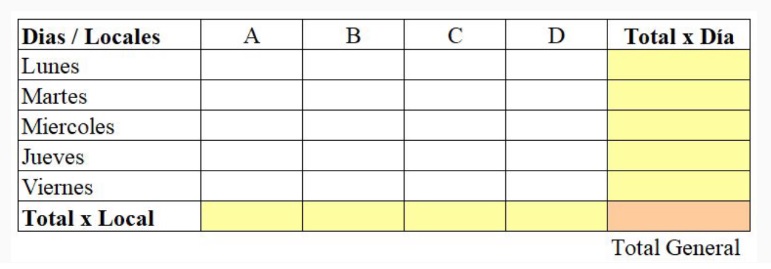 Dias / Locales A B C D Total x Día
Lunes
Martes
Miercoles
Jueves
Viernes
Total x Local
Total General